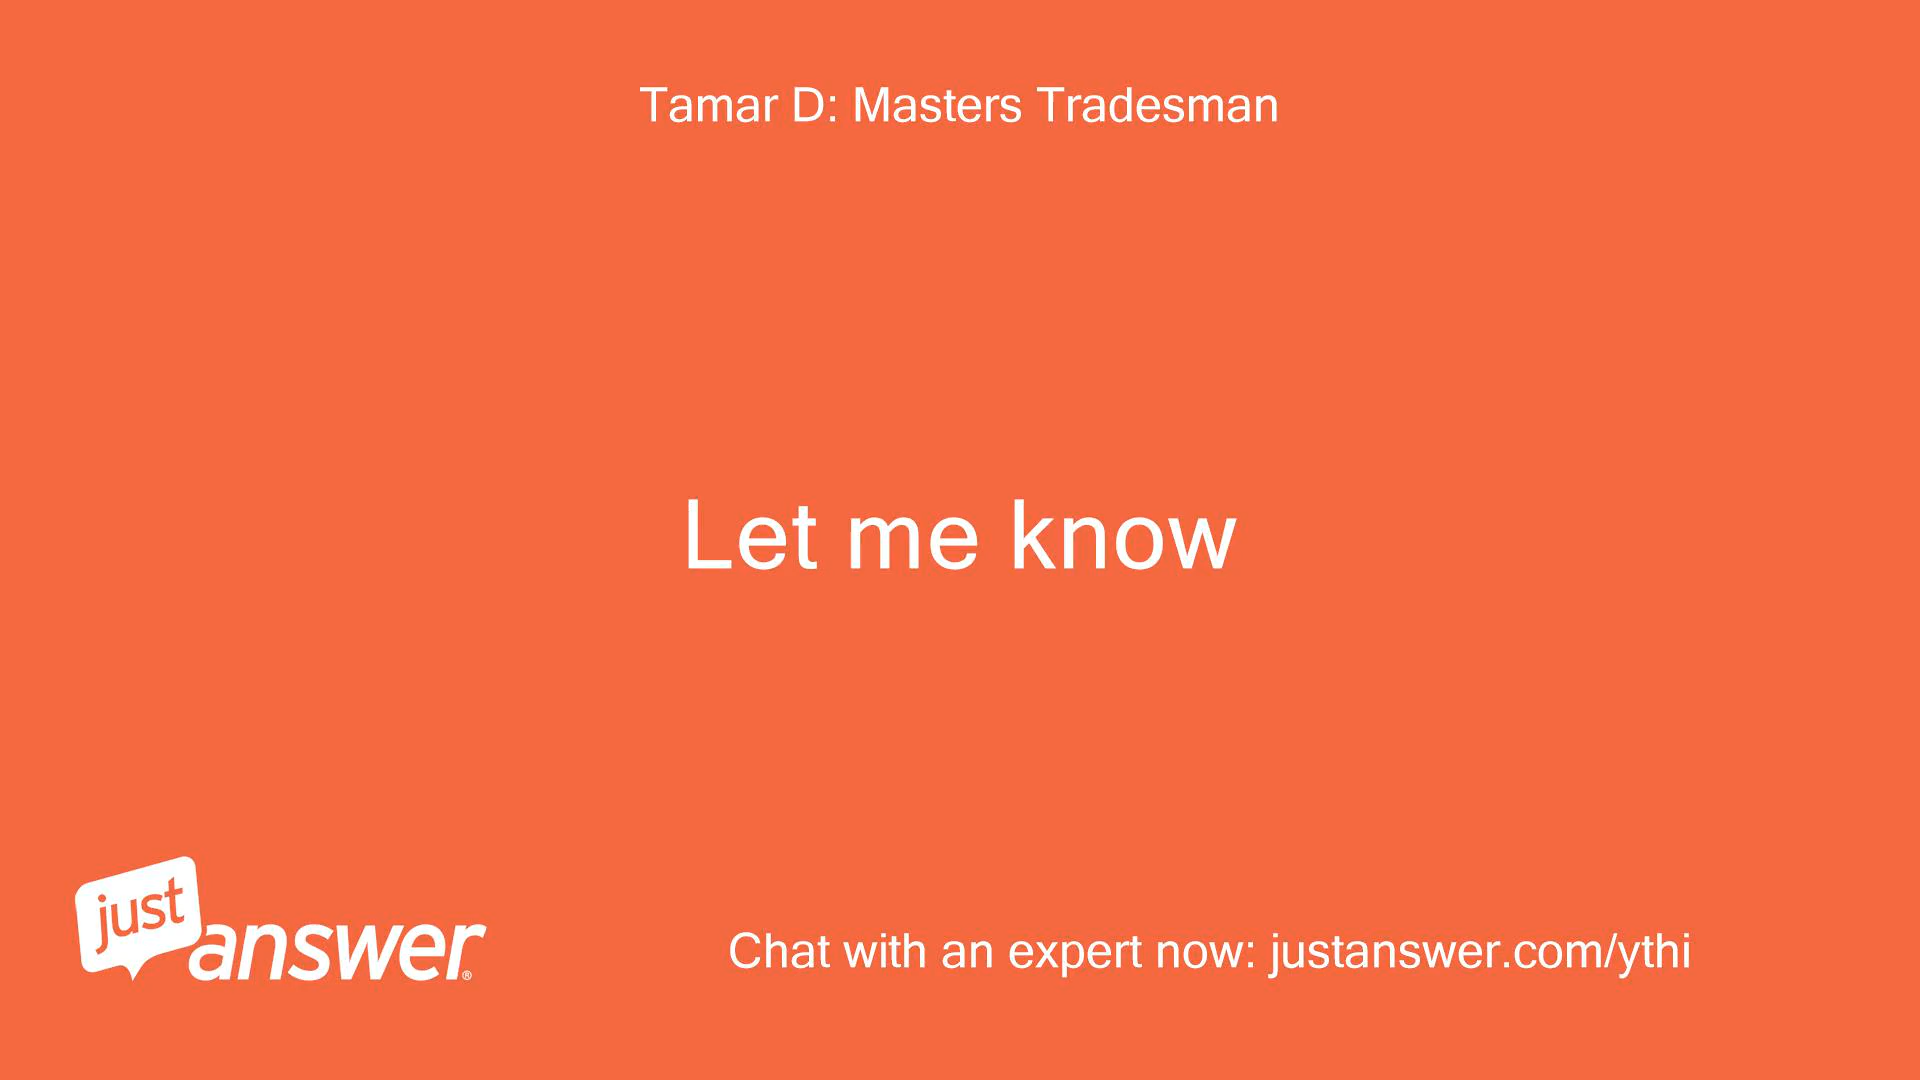 Tamar D: Masters Tradesman
Let me know
just
answer®
Chat with an expert now: justanswer.com/ythi